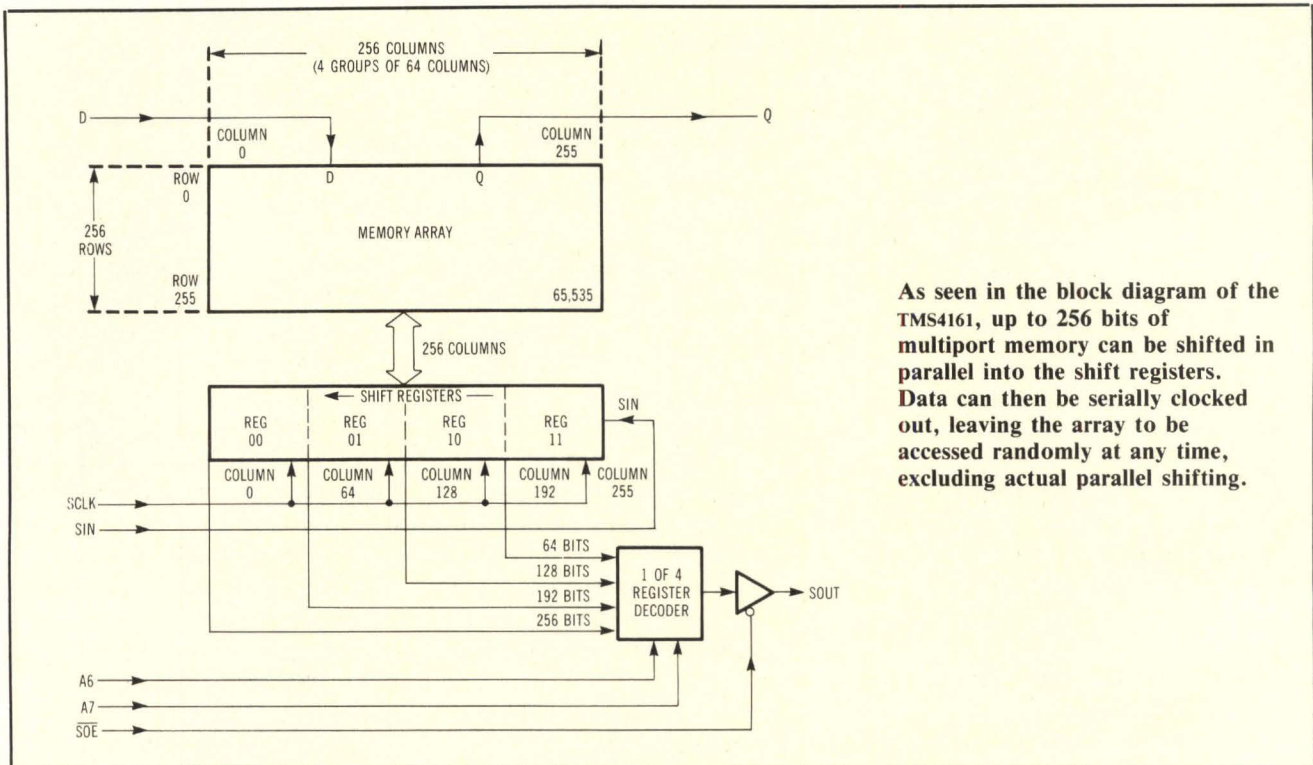 256 COLUMNS
(4 GROUPS OF 64 COLUMNS)
D
Q
COLUMN
0
COLUMN
255
ROW
0
D
Q
256
ROWS
MEMORY ARRAY
ROW
255
65,535
256 COLUMNS
SHIFT REGISTERS
SIN
REG
00
REG
01
REG
10
REG
11
COLUMN
0
COLUMN
64
COLUMN
128
COLUMN
192
COLUMN
255
SCLK
SIN
64 BITS
128 BITS
192 BITS
256 BITS
1 OF 4
REGISTER
DECODER
SOUT
A6
A7
SOE
As seen in the block diagram of the
TMS4161, up to 256 bits of
multiport memory can be shifted in
parallel into the shift registers.
Data can then be serially clocked
out, leaving the array to be
accessed randomly at any time,
excluding actual parallel shifting.